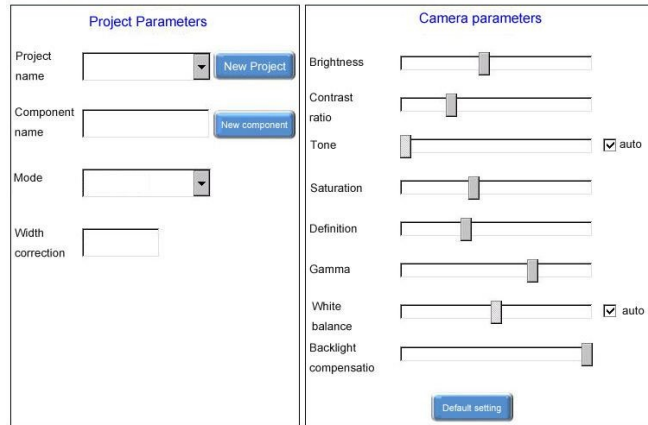 Project Parameters
Project
name
New Project
Component
name
New component
Mode
Width
correction
Camera parameters
Brightness
Contrast
ratio
Tone
auto
Saturation
Definition
Gamma
White
balance
auto
Backlight
compensatio
Default setting